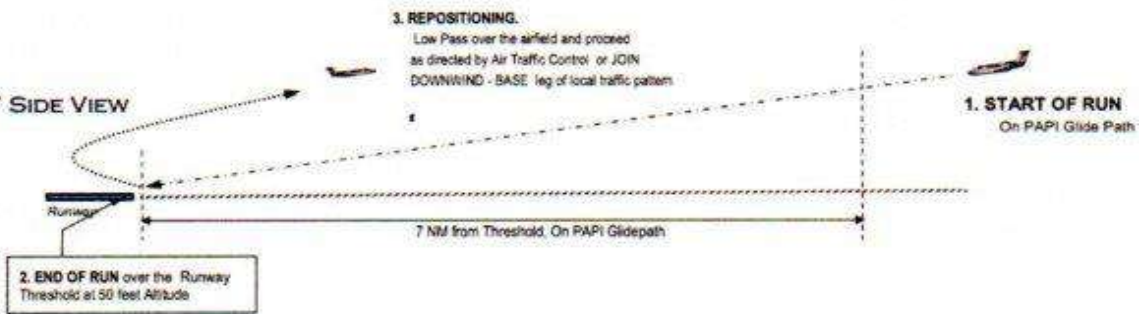 3. REPOSITIONING.
Low Pass over the airfield and proceed
as directed by Air Traffic Control or JOIN
DOWNWIND - BASE leg of local traffic pattern
SIDE VIEW
1. START OF RUN
On PAPI Glide Path
Runway
7 NM from Threshold, On PAPI Glidepath
2. END OF RUN over the Runway
Threshold at 50 feet Altitude